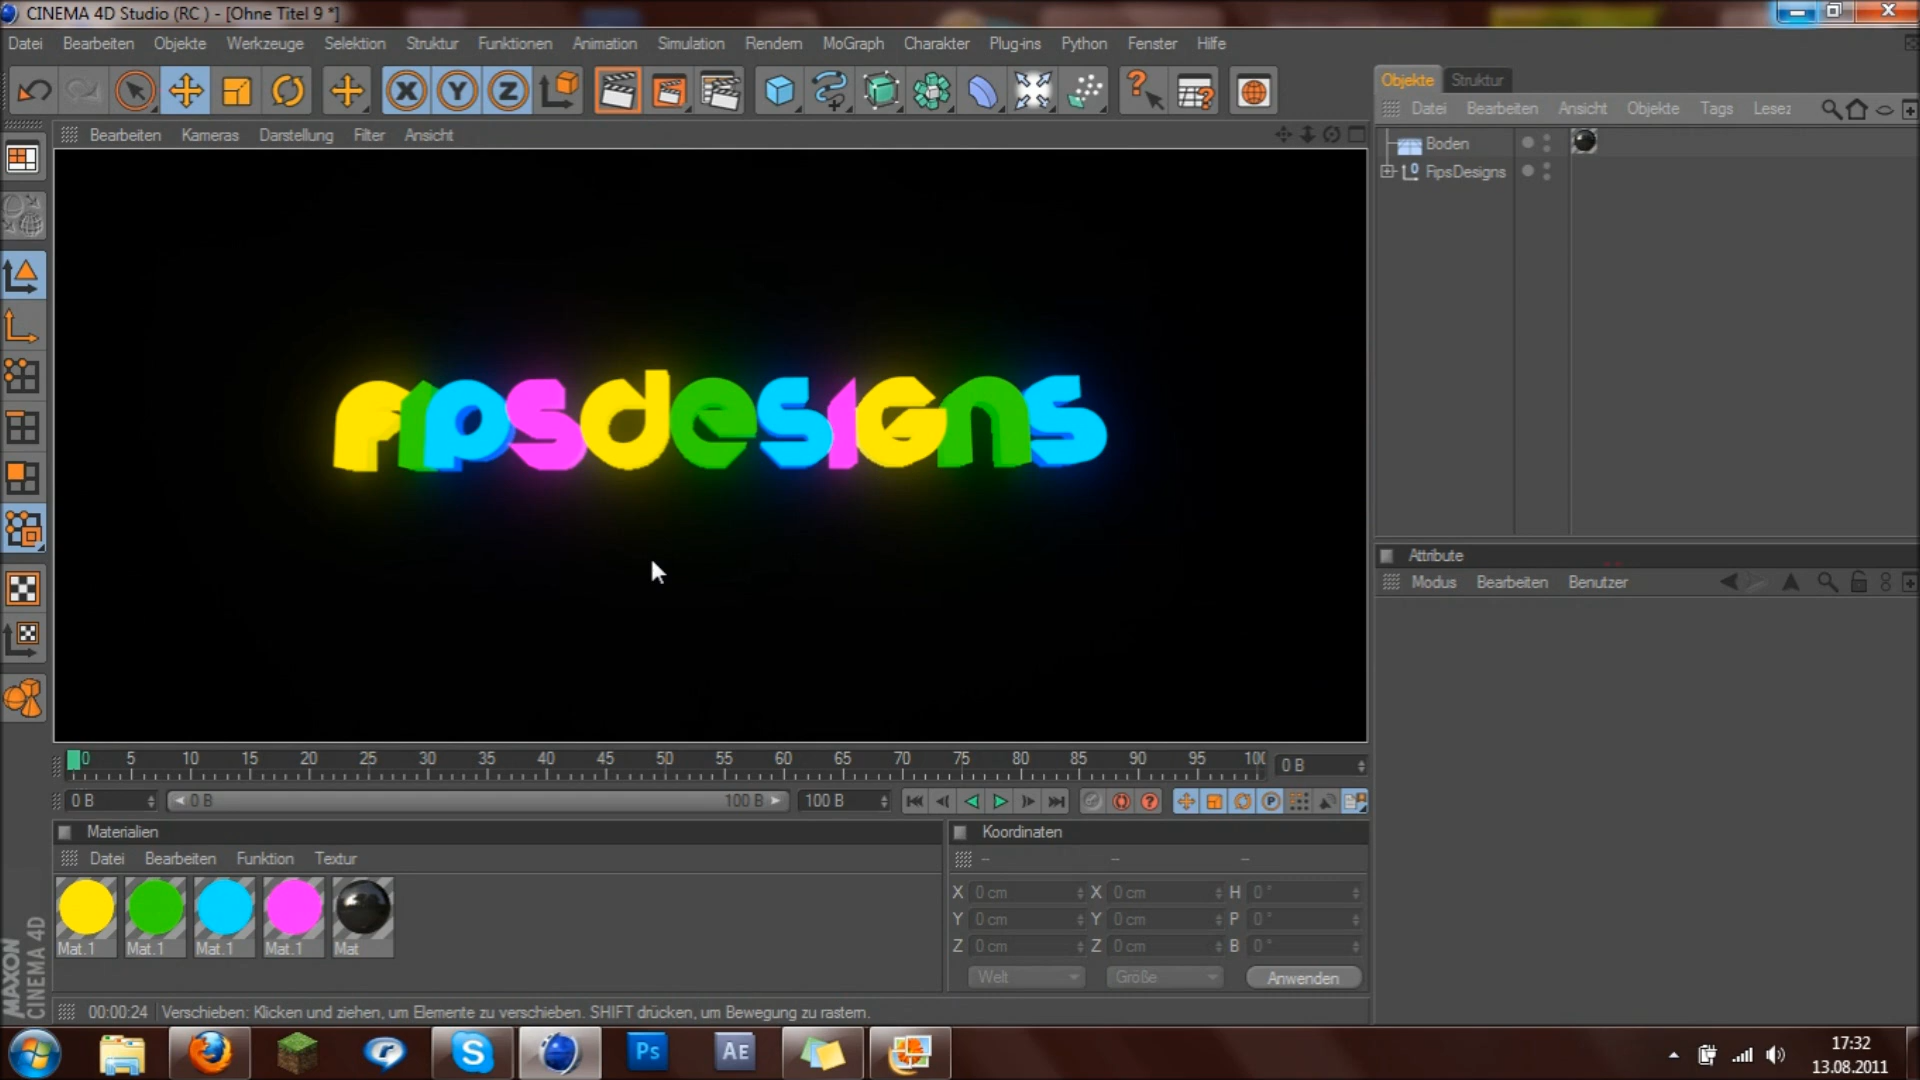 CINEMA 4D Studio (RC ) - [Ohne Titel 9 *]
Datei Bearbeiten Objekte Werkzeuge Selektion Struktur Funktionen Animation Simulation Rendern MoGraph Charakter Plug-ins Python Fenster Hilfe
X Y Z
Objekte Struktur
Datei Bearbeiten Ansicht Objekte Tags Lesez
Bearbeiten Kameras Darstellung Filter Ansicht
Boden
FipsDesigns
fipsdesigns
Attribute
Modus Bearbeiten Benutzer
0 5 10 15 20 25 30 35 40 45 50 55 60 65 70 75 80 85 90 95 100 0 B
0 B 0 B 100 B 100 B
Materialien
Datei Bearbeiten Funktion Textur
Mat.1 Mat.1 Mat.1 Mat.1 Mat
Koordinaten
-- -- --
X 0 cm X 0 cm H 0 °
Y 0 cm Y 0 cm P 0 °
Z 0 cm Z 0 cm B 0 °
Welt Größe Anwenden
MAXON
CINEMA 4D
00:00:24 Verschieben: Klicken und ziehen, um Elemente zu verschieben. SHIFT drücken, um Bewegung zu rastern.
Ps AE
17:32
13.08.2011